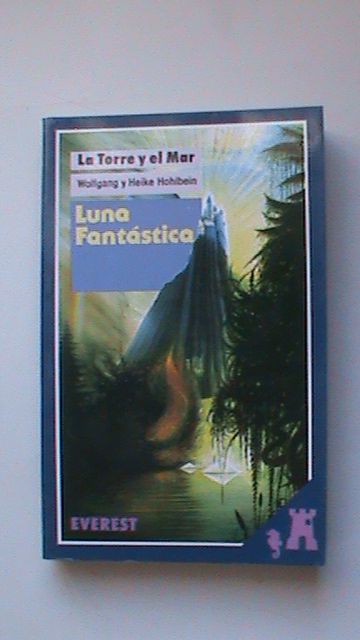 La Torre y el Mar
Wolfgang y Heike Hohlbein
Luna
Fantástica
EVEREST